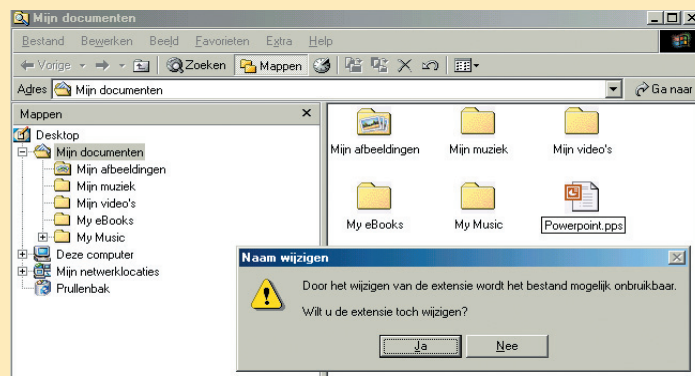 Mijn documenten
Bestand Bewerken Beeld Favorieten Extra Help
Vorige Zoeken Mappen
Adres Mijn documenten Ga naar
Mappen
Desktop
Mijn documenten
Mijn afbeeldingen
Mijn muziek
Mijn video's
My eBooks
My Music
Deze computer
Mijn netwerklocaties
Prullenbak
Mijn afbeeldingen Mijn muziek Mijn video's
My eBooks My Music Powerpoint.pps
Naam wijzigen
Door het wijzigen van de extensie wordt het bestand mogelijk onbruikbaar.
Wilt u de extensie toch wijzigen?
Ja Nee